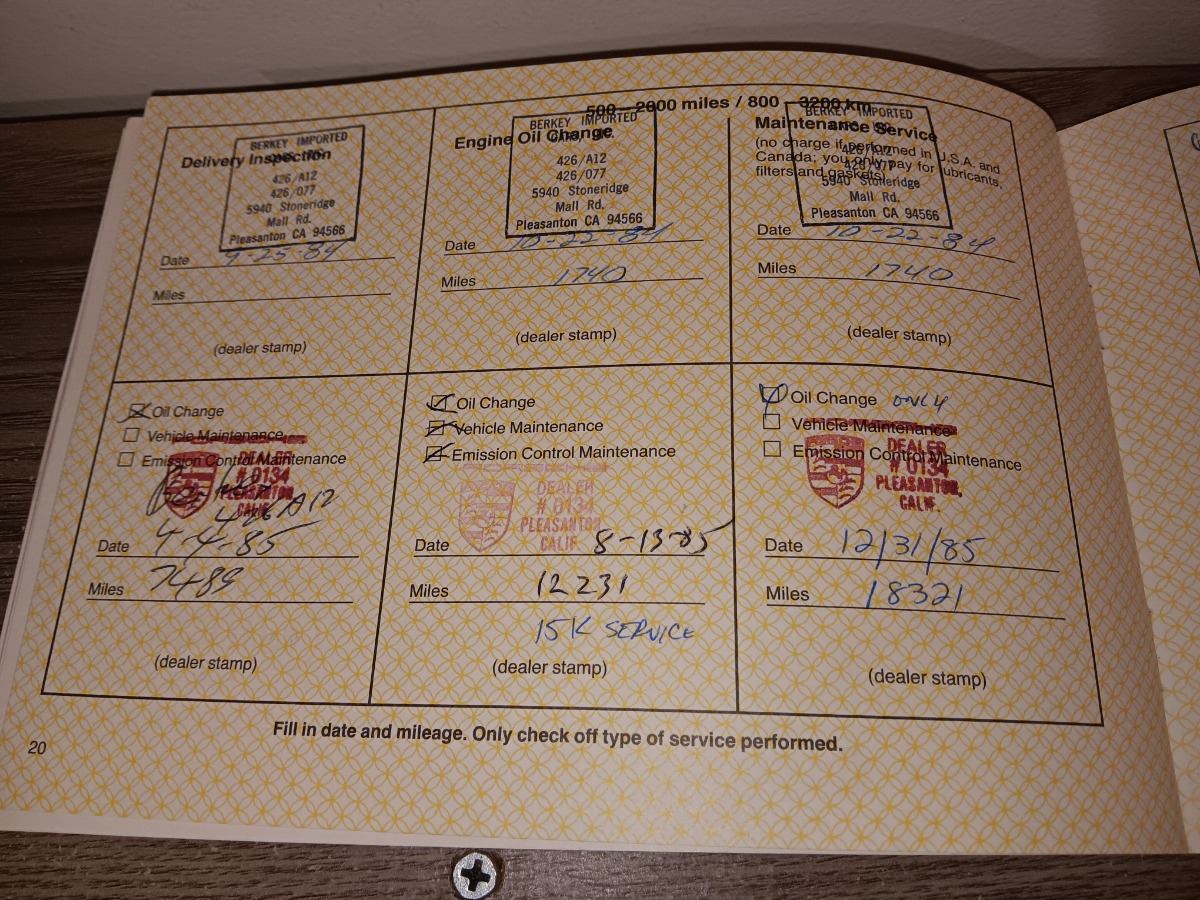 500 – 2000 miles / 800 – 3200 km
Delivery Inspection
BERKEY IMPORTED
426/A12
426/077
5940 Stoneridge
Mall Rd.
Pleasanton CA 94566
Date 9-25-84
Miles
(dealer stamp)
Engine Oil Change
BERKEY IMPORTED
426/A12
426/077
5940 Stoneridge
Mall Rd.
Pleasanton CA 94566
Date 10-22-84
Miles 1740
(dealer stamp)
Maintenance Service
(no charge if performed in U.S.A. and
Canada; you only pay for lubricants,
filters and gaskets)
BERKEY IMPORTED
426/A12
426/077
5940 Stoneridge
Mall Rd.
Pleasanton CA 94566
Date 10-22-84
Miles 1740
(dealer stamp)
Oil Change
Vehicle Maintenance
Emission Control Maintenance
DEALER
# 0134
PLEASANTON,
CALIF.
426 A12
Date 4-4-85
Miles 7489
(dealer stamp)
Oil Change
Vehicle Maintenance
Emission Control Maintenance
DEALER
# 0134
PLEASANTON
CALIF
Date 8-13-85
Miles 12231
15K SERVICE
(dealer stamp)
Oil Change ONLY
Vehicle Maintenance
Emission Control Maintenance
DEALER
# 0134
PLEASANTON,
CALIF.
Date 12/31/85
Miles 18321
(dealer stamp)
Fill in date and mileage. Only check off type of service performed.
20